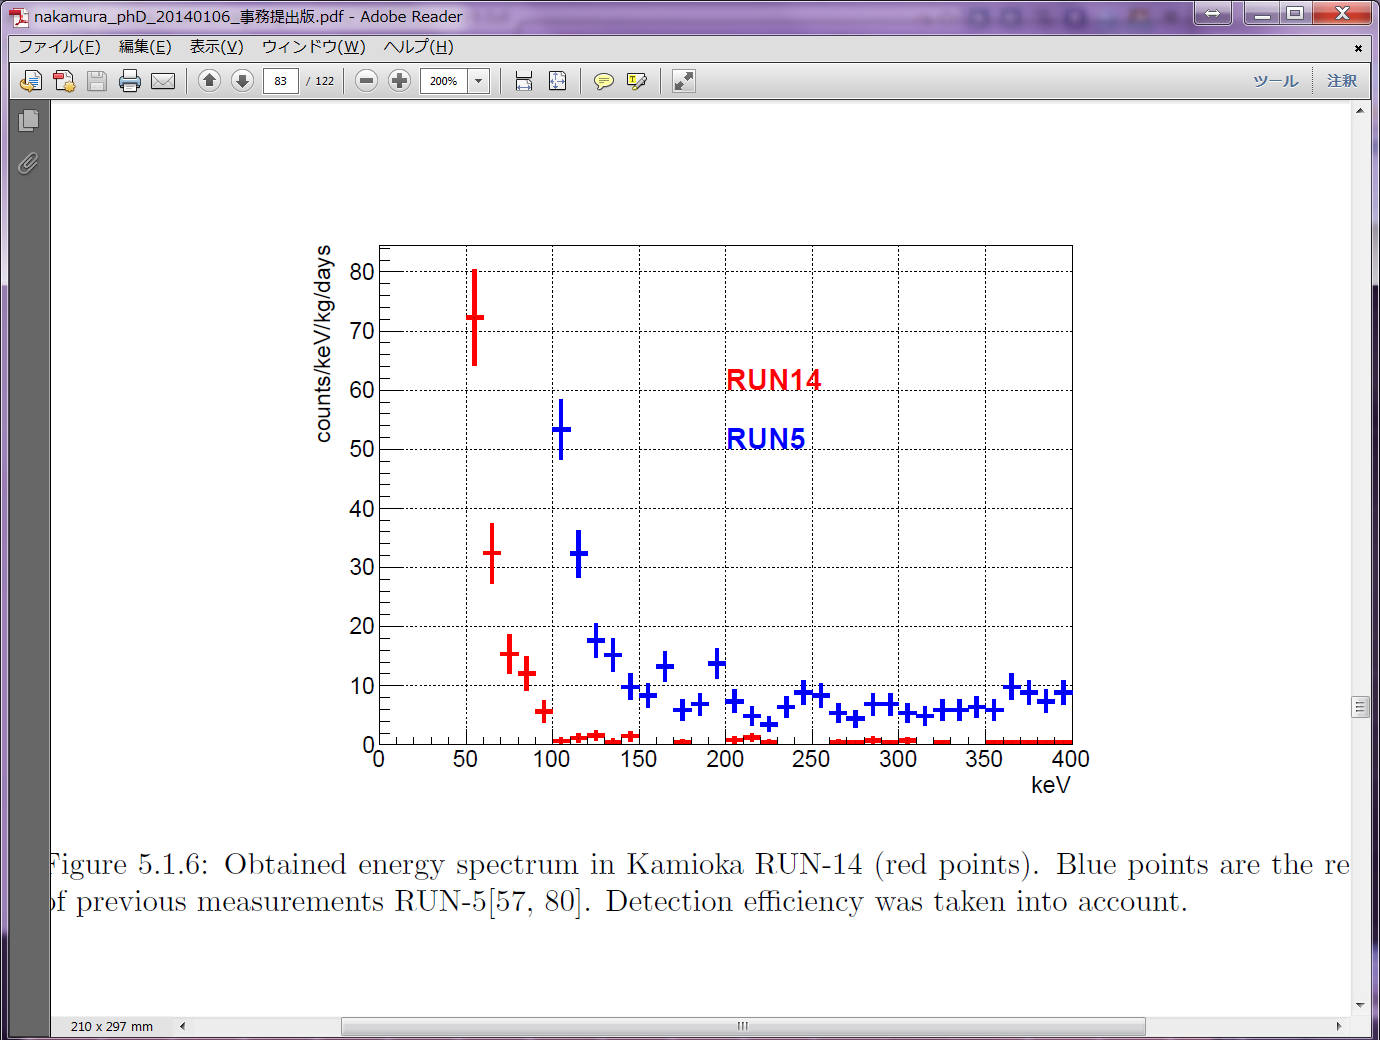 nakamura_phD_20140106_事務提出版.pdf - Adobe Reader
ファイル(F) 編集(E) 表示(V) ウィンドウ(W) ヘルプ(H)
83 / 122 200% ツール 注釈
counts/keV/kg/days
80
70
60
50
40
30
20
10
0
RUN14
RUN5
0 50 100 150 200 250 300 350 400
keV
Figure 5.1.6: Obtained energy spectrum in Kamioka RUN-14 (red points). Blue points are the re
of previous measurements RUN-5[57, 80]. Detection efficiency was taken into account.
210 x 297 mm